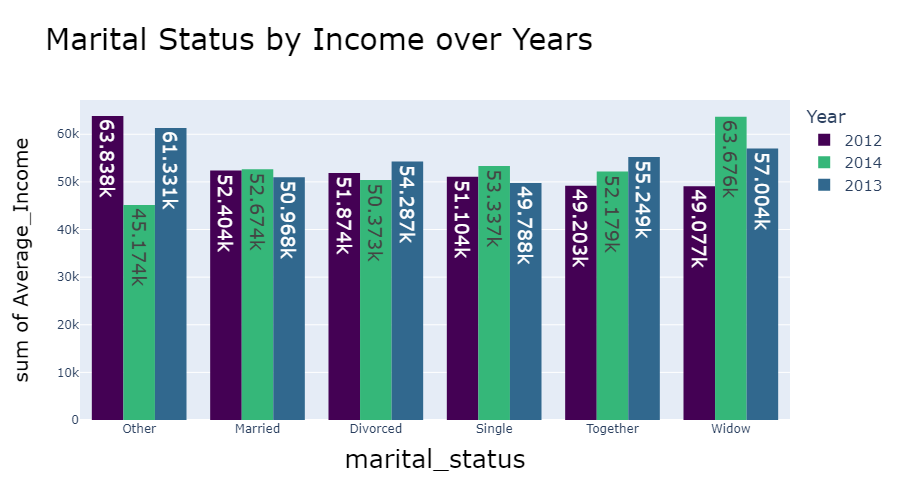 Marital Status by Income over Years
sum of Average_Income
60k
50k
40k
30k
20k
10k
0
63.838k
45.174k
61.331k
52.404k
52.674k
50.968k
51.874k
50.373k
54.287k
51.104k
53.337k
49.788k
49.203k
52.179k
55.249k
49.077k
63.676k
57.004k
Other
Married
Divorced
Single
Together
Widow
marital_status
Year
2012
2014
2013